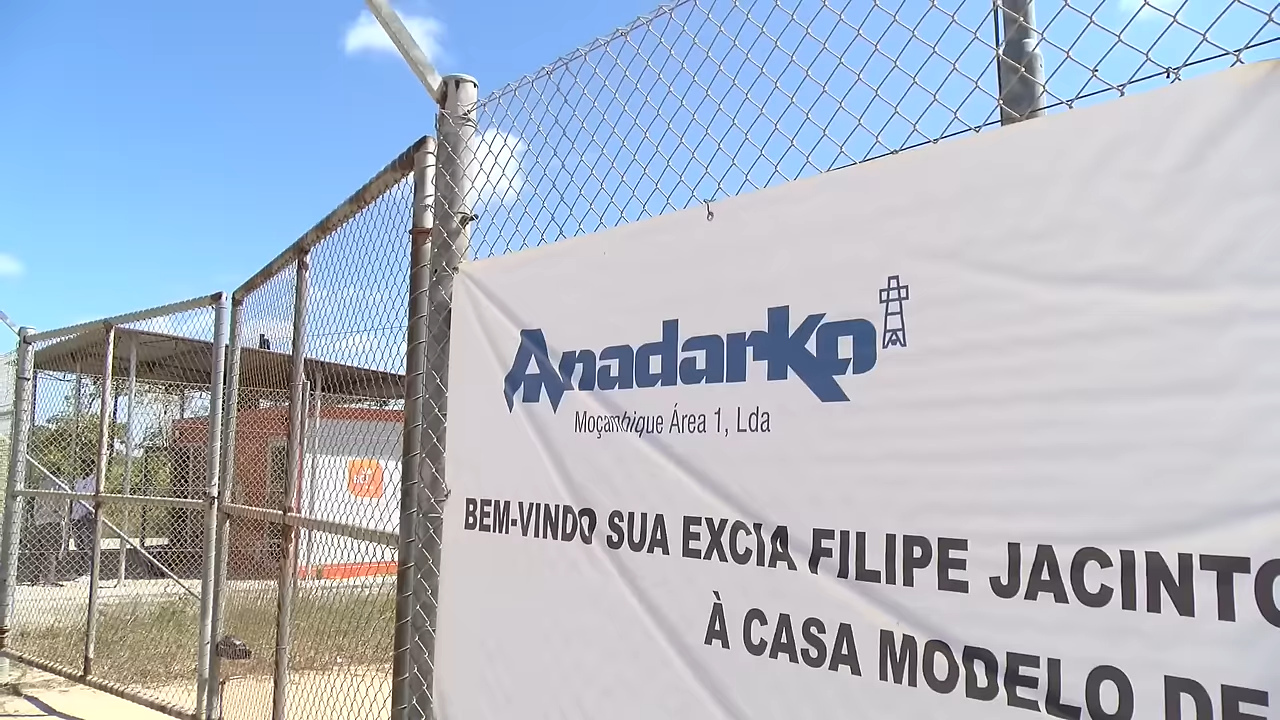 Anadarko
Moçambique Área 1, Lda
BEM-VINDO SUA EXCIA FILIPE JACINTO
À CASA MODELO DE